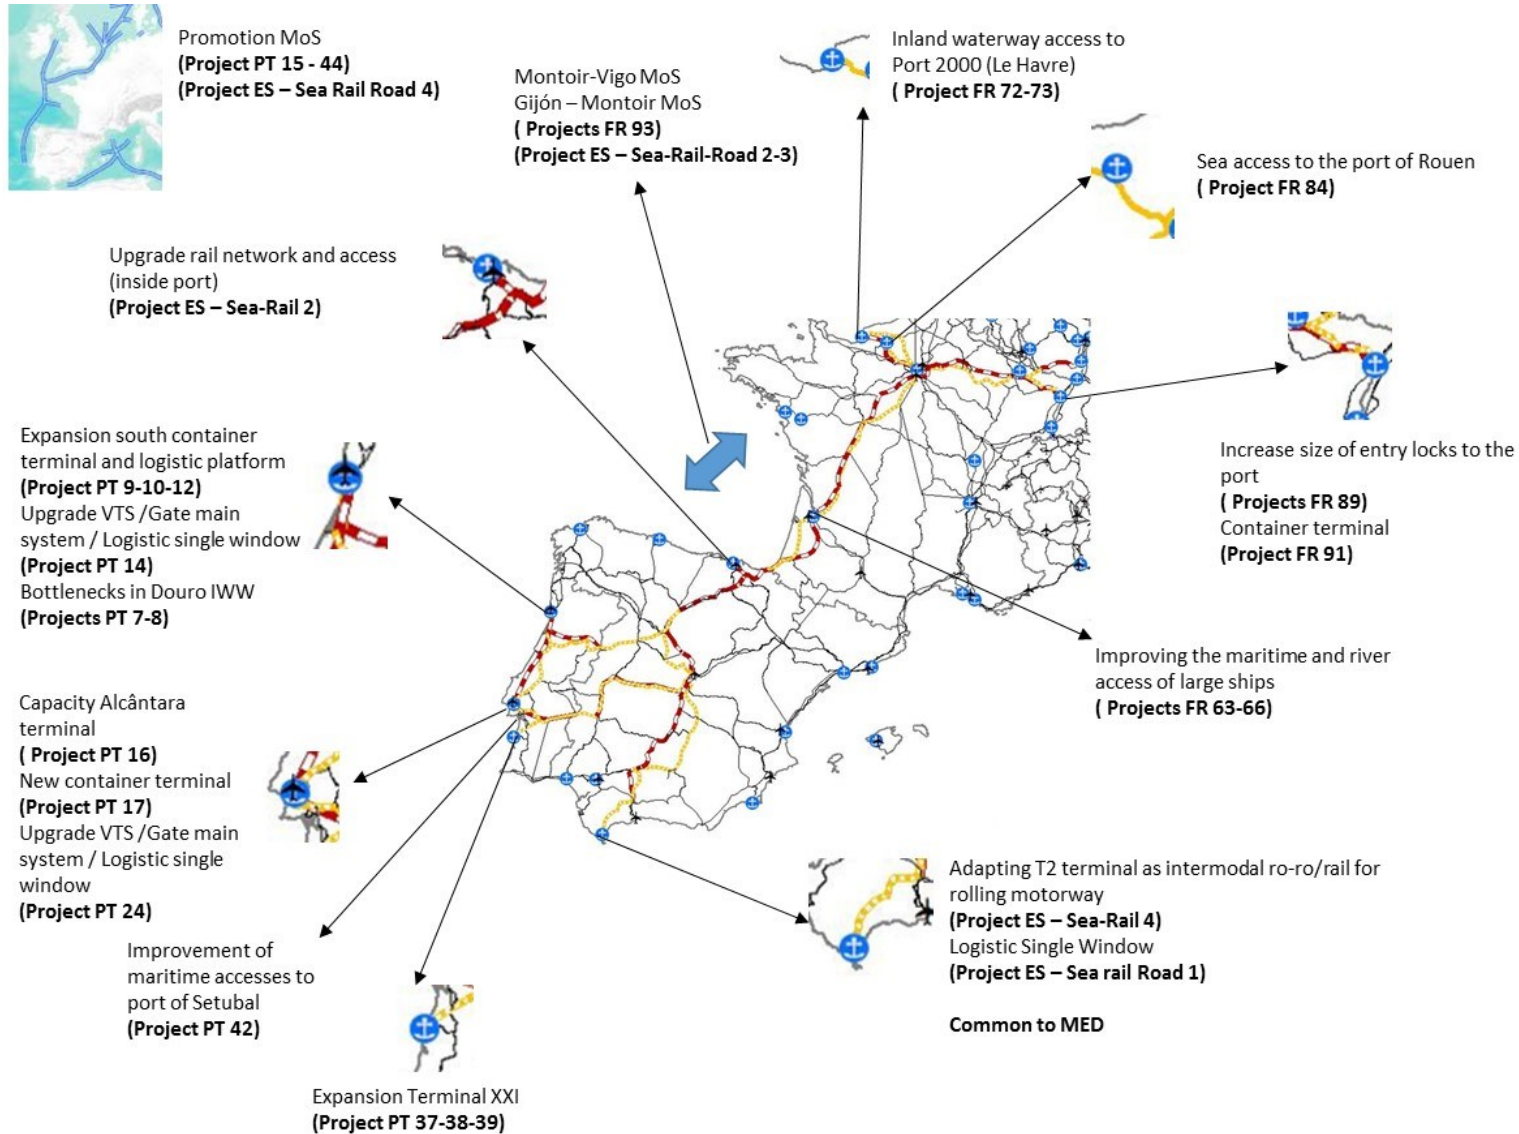 Promotion MoS
(Project PT 15 - 44)
(Project ES – Sea Rail Road 4)
Montoir-Vigo MoS
Gijón – Montoir MoS
( Projects FR 93)
(Project ES – Sea-Rail-Road 2-3)
Inland waterway access to
Port 2000 (Le Havre)
( Project FR 72-73)
Sea access to the port of Rouen
( Project FR 84)
Upgrade rail network and access
(inside port)
(Project ES – Sea-Rail 2)
Expansion south container
terminal and logistic platform
(Project PT 9-10-12)
Upgrade VTS /Gate main
system / Logistic single window
(Project PT 14)
Bottlenecks in Douro IWW
(Projects PT 7-8)
Increase size of entry locks to the
port
( Projects FR 89)
Container terminal
(Project FR 91)
Improving the maritime and river
access of large ships
( Projects FR 63-66)
Capacity Alcântara
terminal
( Project PT 16)
New container terminal
(Project PT 17)
Upgrade VTS /Gate main
system / Logistic single
window
(Project PT 24)
Improvement of
maritime accesses to
port of Setubal
(Project PT 42)
Adapting T2 terminal as intermodal ro-ro/rail for
rolling motorway
(Project ES – Sea-Rail 4)
Logistic Single Window
(Project ES – Sea rail Road 1)
Common to MED
Expansion Terminal XXI
(Project PT 37-38-39)